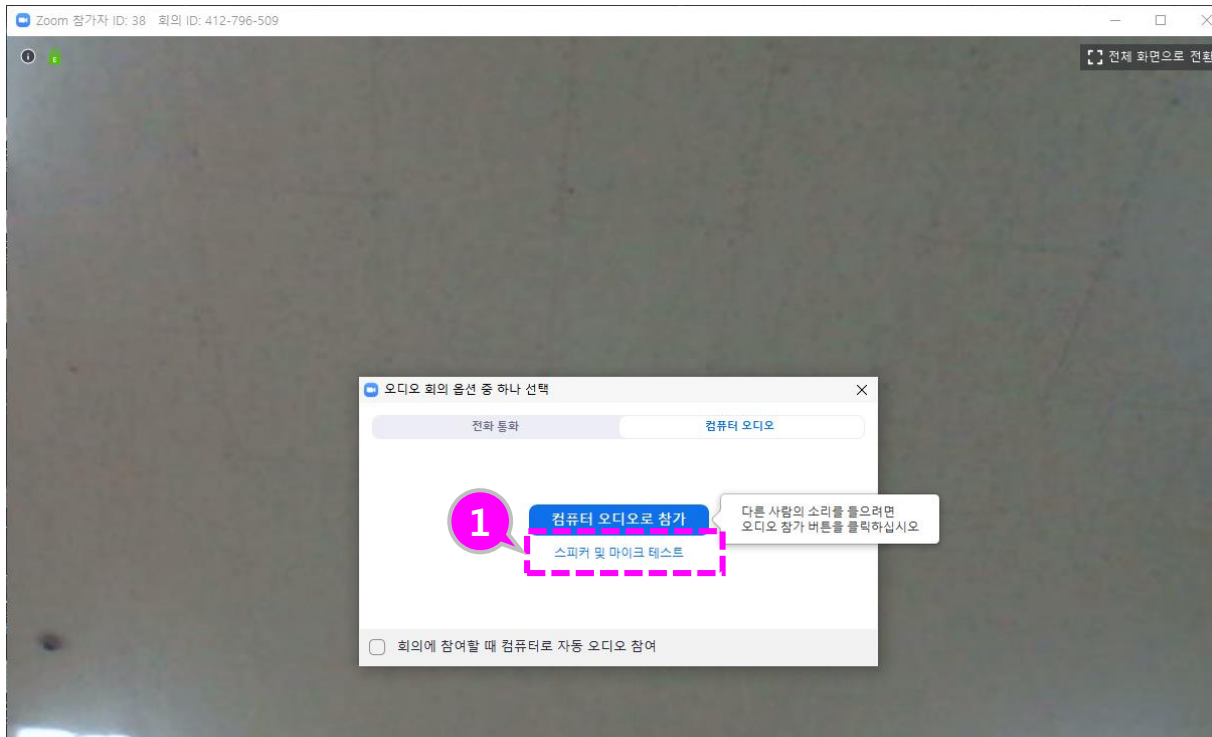 Zoom 참가자 ID: 38 회의 ID: 412-796-509
전체 화면으로 전환
오디오 회의 옵션 중 하나 선택
전화 통화 컴퓨터 오디오
1
컴퓨터 오디오로 참가
다른 사람의 소리를 들으려면
오디오 참가 버튼을 클릭하십시오
스피커 및 마이크 테스트
회의에 참여할 때 컴퓨터로 자동 오디오 참여